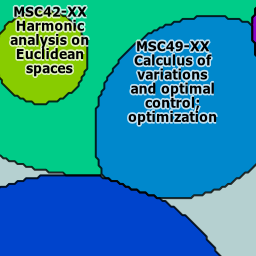 MSC42-XX
Harmonic
analysis on
Euclidean
spaces
MSC49-XX
Calculus of
variations
and optimal
control;
optimization